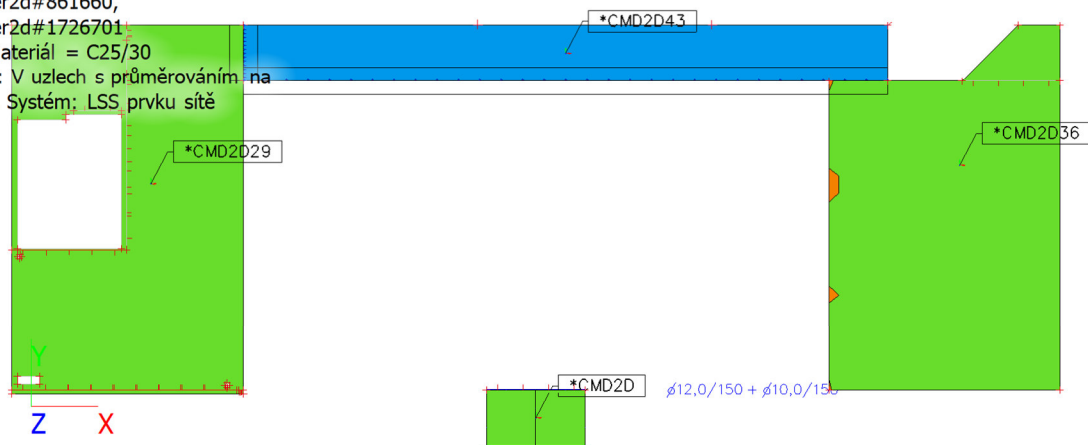 er2d#861660,
er2d#1726701
ateriál = C25/30
: V uzlech s průměrováním na
Systém: LSS prvku sítě
*CMD2D43
*CMD2D36
*CMD2D29
Y
Z
X
*CMD2D
ø12,0/150 + ø10,0/150